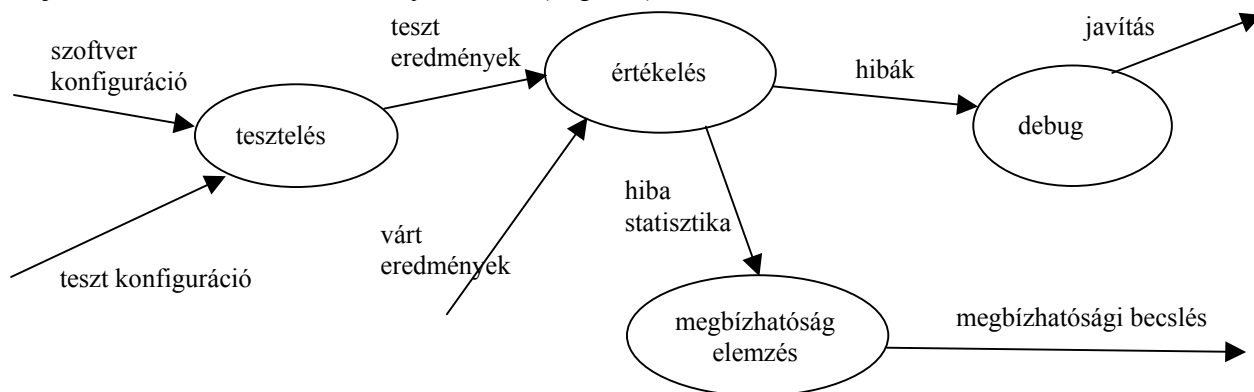 szoftver
konfiguráció
teszt
eredmények
értékelés
hibák
javítás
tesztelés
debug
hiba
statisztika
várt
eredmények
teszt konfiguráció
megbízhatóság
elemzés
megbízhatósági becslés